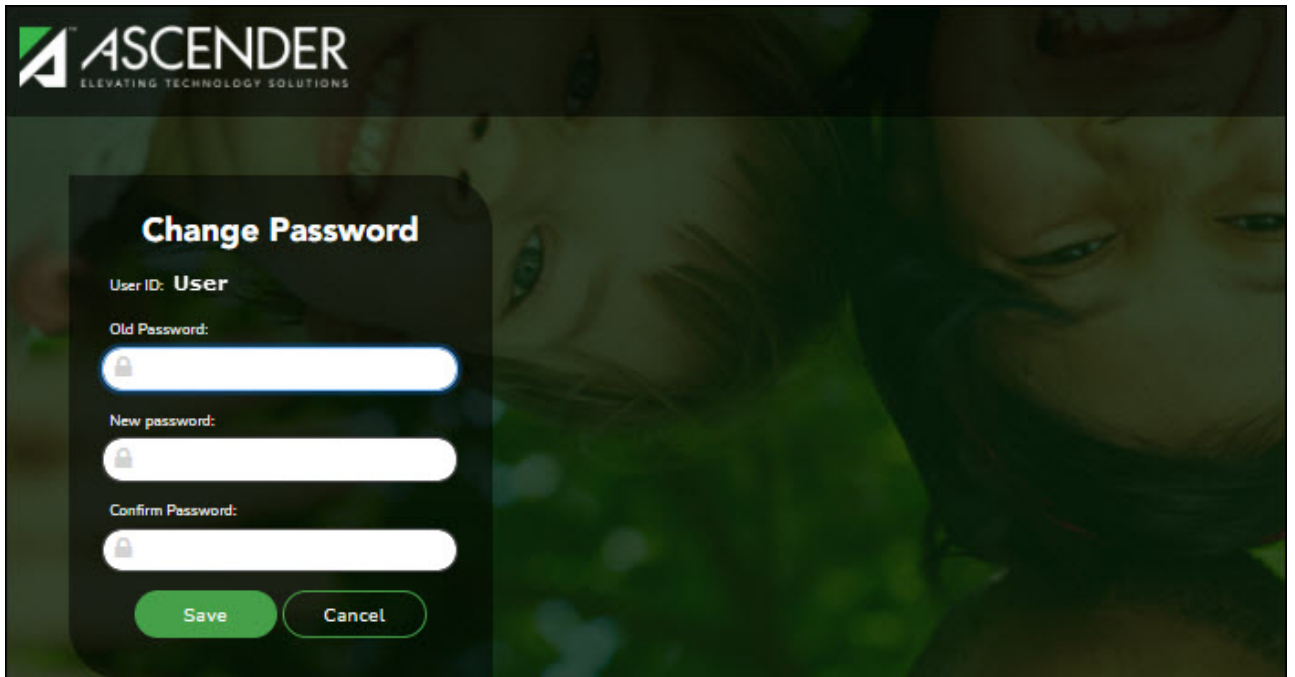 ASCENDER
ELEVATING TECHNOLOGY SOLUTIONS
Change Password
User ID: User
Old Password:
New password:
Confirm Password:
Save Cancel